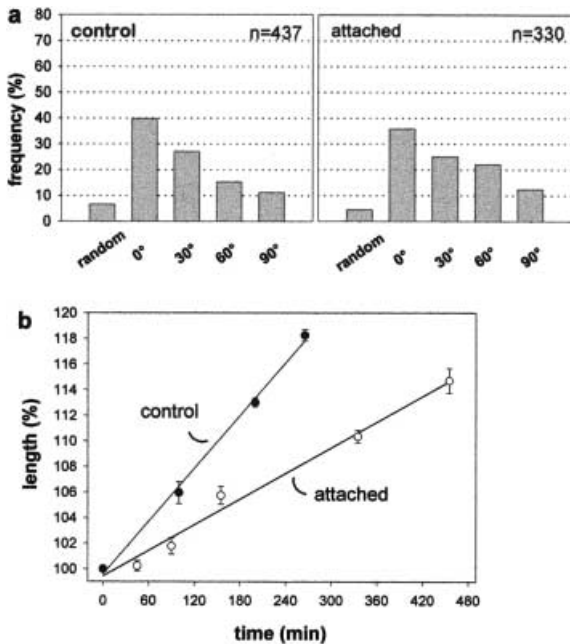 a
control n=437
attached n=330
frequency (%)
80
70
60
50
40
30
20
10
0
random 0° 30° 60° 90°
random 0° 30° 60° 90°
b
length (%)
120
118
116
114
112
110
108
106
104
102
100
control
attached
0 60 120 180 240 300 360 420 480
time (min)